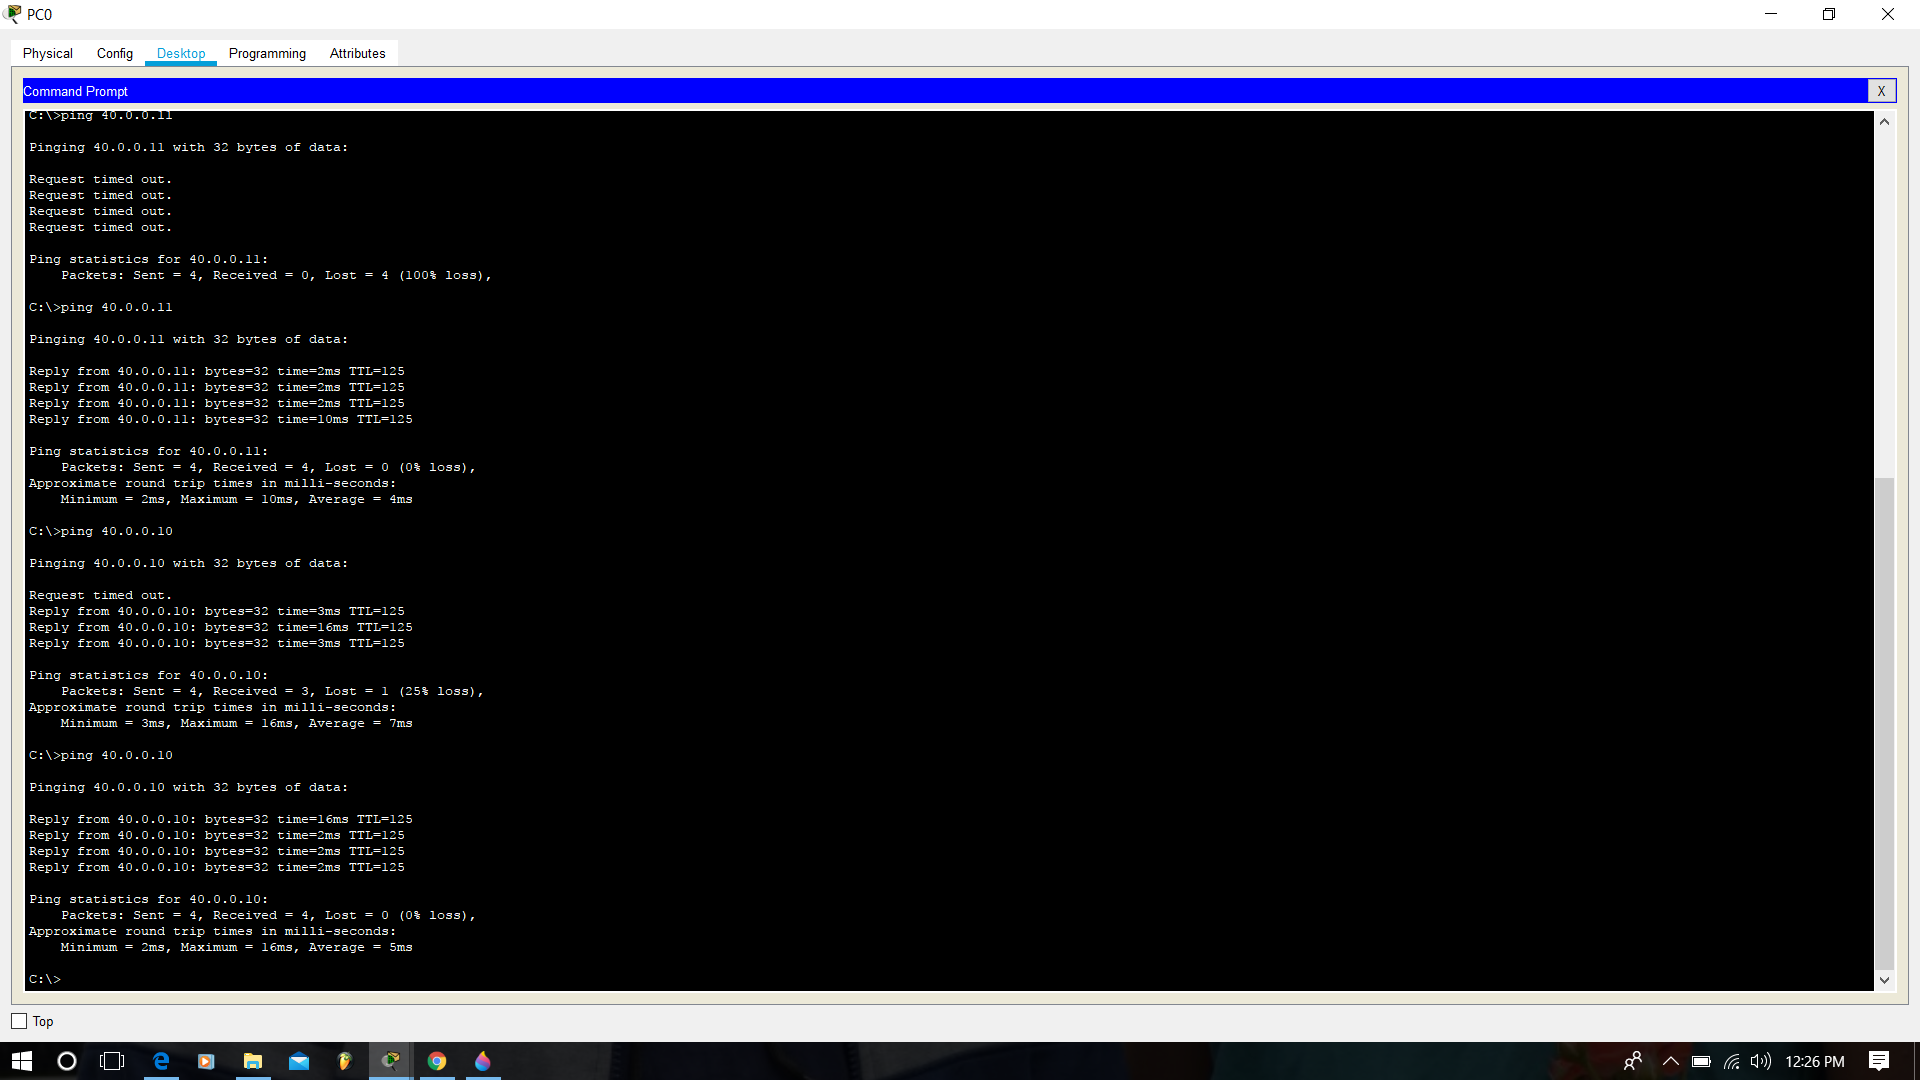 PC0
Physical Config Desktop Programming Attributes
Command Prompt X
C:\>ping 40.0.0.11
Pinging 40.0.0.11 with 32 bytes of data:
Request timed out.
Request timed out.
Request timed out.
Request timed out.
Ping statistics for 40.0.0.11:
Packets: Sent = 4, Received = 0, Lost = 4 (100% loss),
C:\>ping 40.0.0.11
Pinging 40.0.0.11 with 32 bytes of data:
Reply from 40.0.0.11: bytes=32 time=2ms TTL=125
Reply from 40.0.0.11: bytes=32 time=2ms TTL=125
Reply from 40.0.0.11: bytes=32 time=2ms TTL=125
Reply from 40.0.0.11: bytes=32 time=10ms TTL=125
Ping statistics for 40.0.0.11:
Packets: Sent = 4, Received = 4, Lost = 0 (0% loss),
Approximate round trip times in milli-seconds:
Minimum = 2ms, Maximum = 10ms, Average = 4ms
C:\>ping 40.0.0.10
Pinging 40.0.0.10 with 32 bytes of data:
Request timed out.
Reply from 40.0.0.10: bytes=32 time=3ms TTL=125
Reply from 40.0.0.10: bytes=32 time=16ms TTL=125
Reply from 40.0.0.10: bytes=32 time=3ms TTL=125
Ping statistics for 40.0.0.10:
Packets: Sent = 4, Received = 3, Lost = 1 (25% loss),
Approximate round trip times in milli-seconds:
Minimum = 3ms, Maximum = 16ms, Average = 7ms
C:\>ping 40.0.0.10
Pinging 40.0.0.10 with 32 bytes of data:
Reply from 40.0.0.10: bytes=32 time=16ms TTL=125
Reply from 40.0.0.10: bytes=32 time=2ms TTL=125
Reply from 40.0.0.10: bytes=32 time=2ms TTL=125
Reply from 40.0.0.10: bytes=32 time=2ms TTL=125
Ping statistics for 40.0.0.10:
Packets: Sent = 4, Received = 4, Lost = 0 (0% loss),
Approximate round trip times in milli-seconds:
Minimum = 2ms, Maximum = 16ms, Average = 5ms
C:\>
Top
12:26 PM